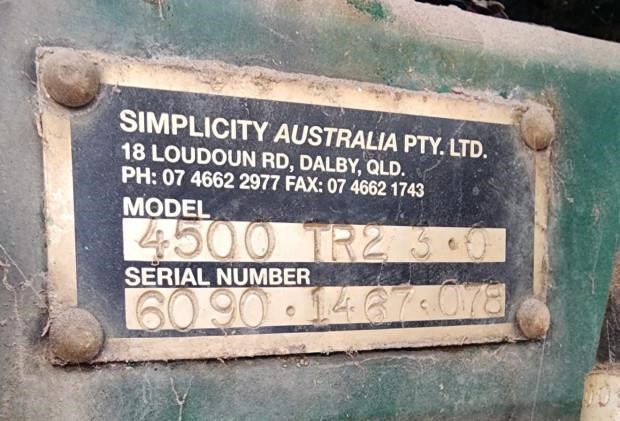 SIMPLICITY AUSTRALIA PTY. LTD.
18 LOUDOUN RD, DALBY, QLD.
PH: 07 4662 2977 FAX: 07 4662 1743
MODEL
4500 TR2 3.0
SERIAL NUMBER
6090.1467.078